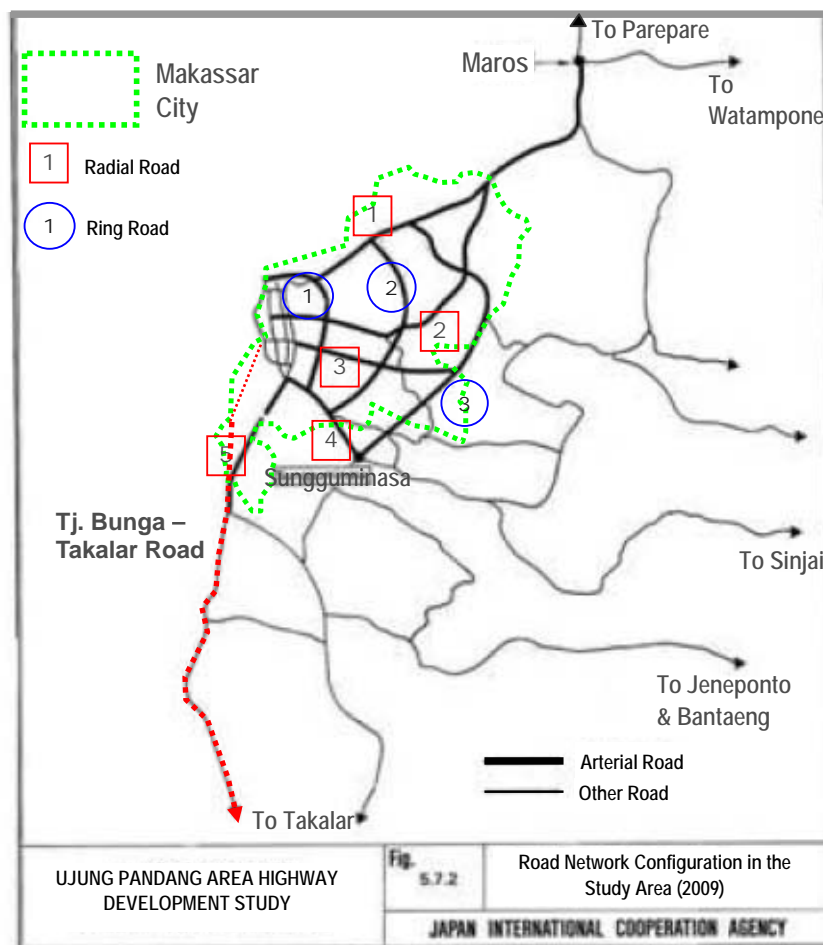 To Parepare
Maros
To
Watampone
Makassar
City
1 Radial Road
1 Ring Road
1
1
2
2
3
3
4
5
Sungguminasa
Tj. Bunga –
Takalar Road
To Sinjai
To Jeneponto
& Bantaeng
Arterial Road
Other Road
To Takalar
UJUNG PANDANG AREA HIGHWAY
DEVELOPMENT STUDY
Fig.
5.7.2
Road Network Configuration in the
Study Area (2009)
JAPAN INTERNATIONAL COOPERATION AGENCY